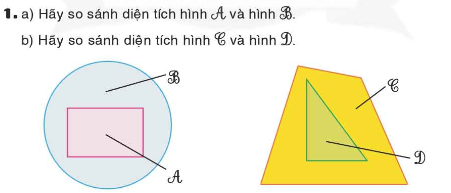 1. a) Hãy so sánh diện tích hình A và hình B.
b) Hãy so sánh diện tích hình C và hình D.
B
C
D
A